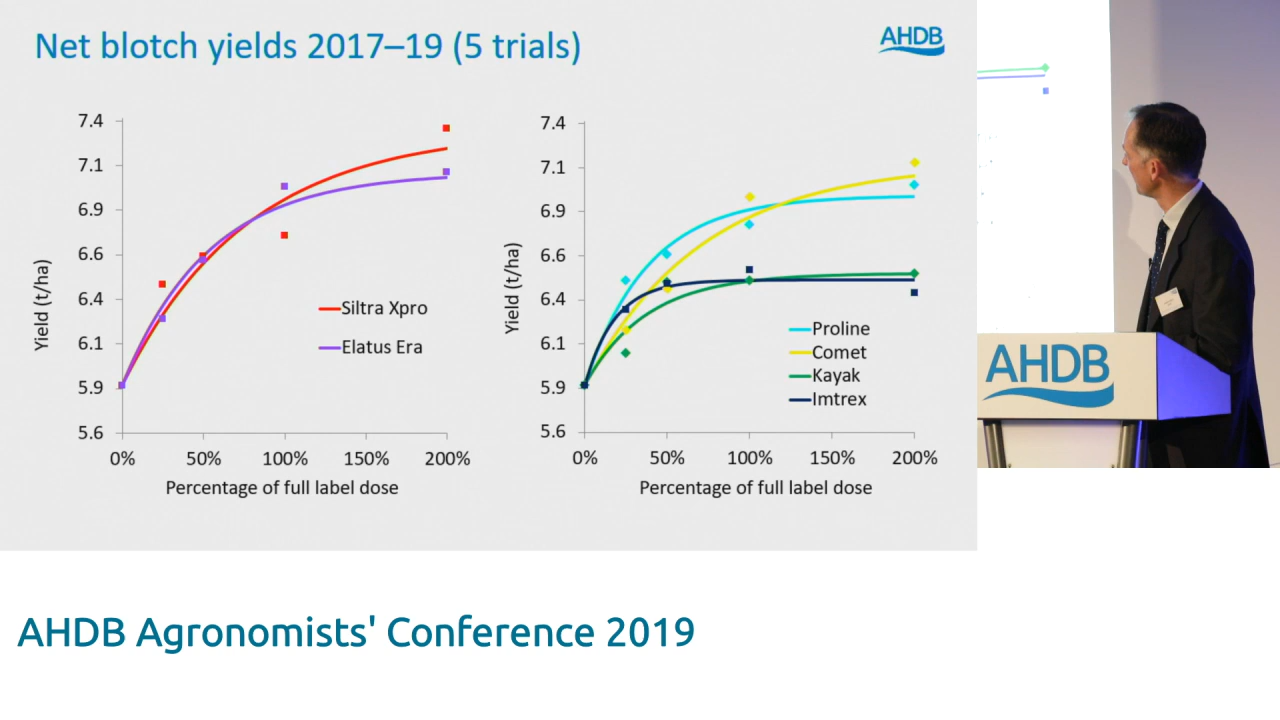 Net blotch yields 2017–19 (5 trials)
AHDB
Yield (t/ha)
7.4
7.1
6.9
6.6
6.4
6.1
5.9
5.6
0% 50% 100% 150% 200%
Percentage of full label dose
Siltra Xpro
Elatus Era
Yield (t/ha)
7.4
7.1
6.9
6.6
6.4
6.1
5.9
5.6
0% 50% 100% 150% 200%
Percentage of full label dose
Proline
Comet
Kayak
Imtrex
AHDB
AHDB Agronomists' Conference 2019